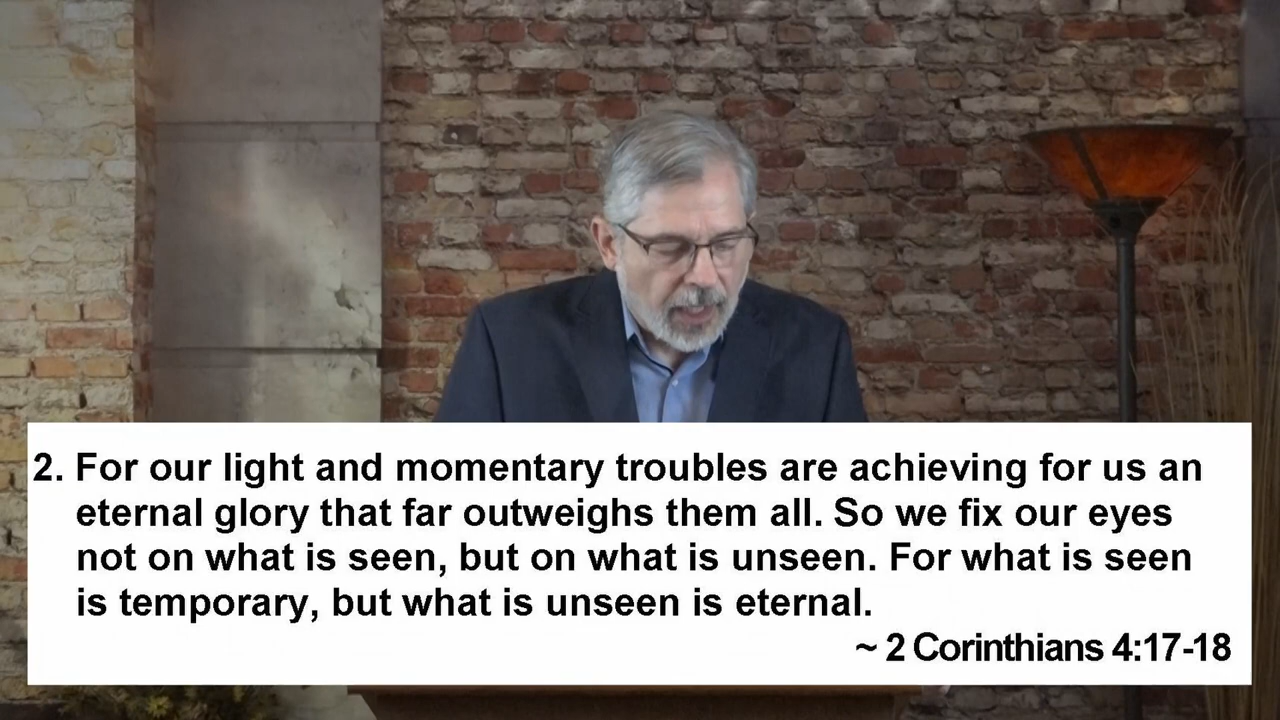 2. For our light and momentary troubles are achieving for us an
eternal glory that far outweighs them all. So we fix our eyes
not on what is seen, but on what is unseen. For what is seen
is temporary, but what is unseen is eternal.
~ 2 Corinthians 4:17-18